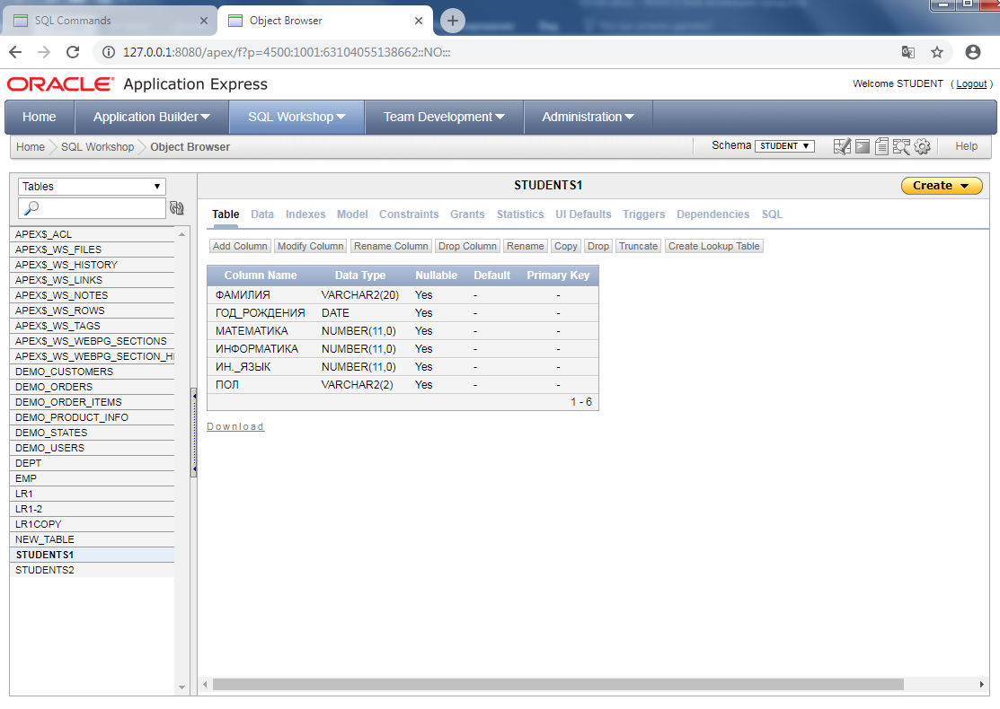 SQL Commands
Object Browser
127.0.0.1:8080/apex/f?p=4500:1001:63104055138662::NO:::
ORACLE Application Express
Welcome STUDENT ( Logout )
Home Application Builder SQL Workshop Team Development Administration
Home SQL Workshop Object Browser
Schema STUDENT Help
Tables
APEX$_ACL
APEX$_WS_FILES
APEX$_WS_HISTORY
APEX$_WS_LINKS
APEX$_WS_NOTES
APEX$_WS_ROWS
APEX$_WS_TAGS
APEX$_WS_WEBPG_SECTIONS
APEX$_WS_WEBPG_SECTION_HI
DEMO_CUSTOMERS
DEMO_ORDERS
DEMO_ORDER_ITEMS
DEMO_PRODUCT_INFO
DEMO_STATES
DEMO_USERS
DEPT
EMP
LR1
LR1-2
LR1COPY
NEW_TABLE
STUDENTS1
STUDENTS2
STUDENTS1
Create
Table Data Indexes Model Constraints Grants Statistics UI Defaults Triggers Dependencies SQL
Add Column Modify Column Rename Column Drop Column Rename Copy Drop Truncate Create Lookup Table
Column Name Data Type Nullable Default Primary Key
ФАМИЛИЯ VARCHAR2(20) Yes - -
ГОД_РОЖДЕНИЯ DATE Yes - -
МАТЕМАТИКА NUMBER(11,0) Yes - -
ИНФОРМАТИКА NUMBER(11,0) Yes - -
ИН._ЯЗЫК NUMBER(11,0) Yes - -
ПОЛ VARCHAR2(2) Yes - -
1 - 6
Download